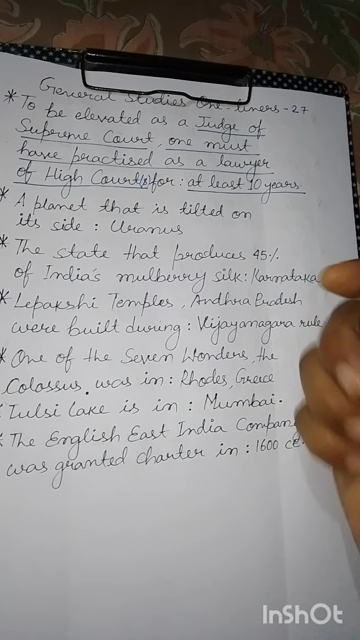 General Studies One-liners - 27
* To be elevated as a Judge of
Supreme Court, one must
have practised as a lawyer
of High Court(s) for : at least 10 years
* A planet that is tilted on
its side : Uranus
* The state that produces 45%
of India's mulberry silk : Karnataka
* Lepakshi Temples, Andhra Pradesh
were built during : Vijayanagara rule
* One of the Seven Wonders, the
Colossus, was in : Rhodes, Greece
* Tulsi Lake is in : Mumbai.
* The English East India Company
was granted charter in : 1600 CE.
InShOt